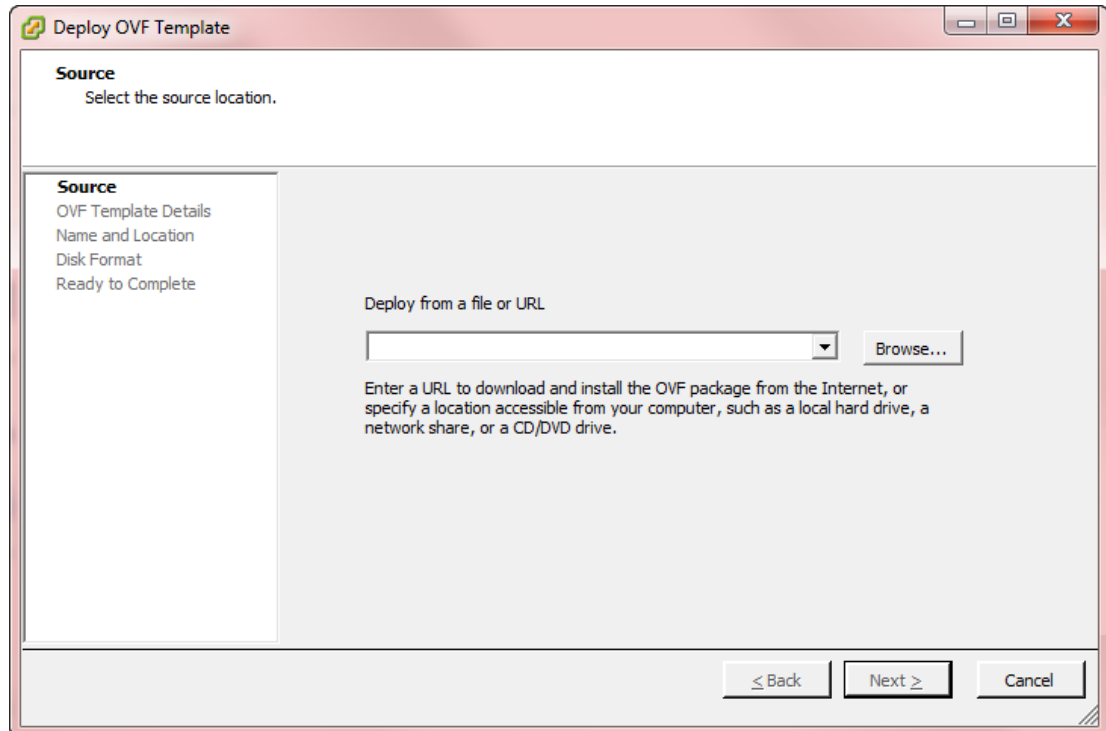 Deploy OVF Template
Source
Select the source location.
Source
OVF Template Details
Name and Location
Disk Format
Ready to Complete
Deploy from a file or URL
Browse...
Enter a URL to download and install the OVF package from the Internet, or
specify a location accessible from your computer, such as a local hard drive, a
network share, or a CD/DVD drive.
< Back
Next >
Cancel